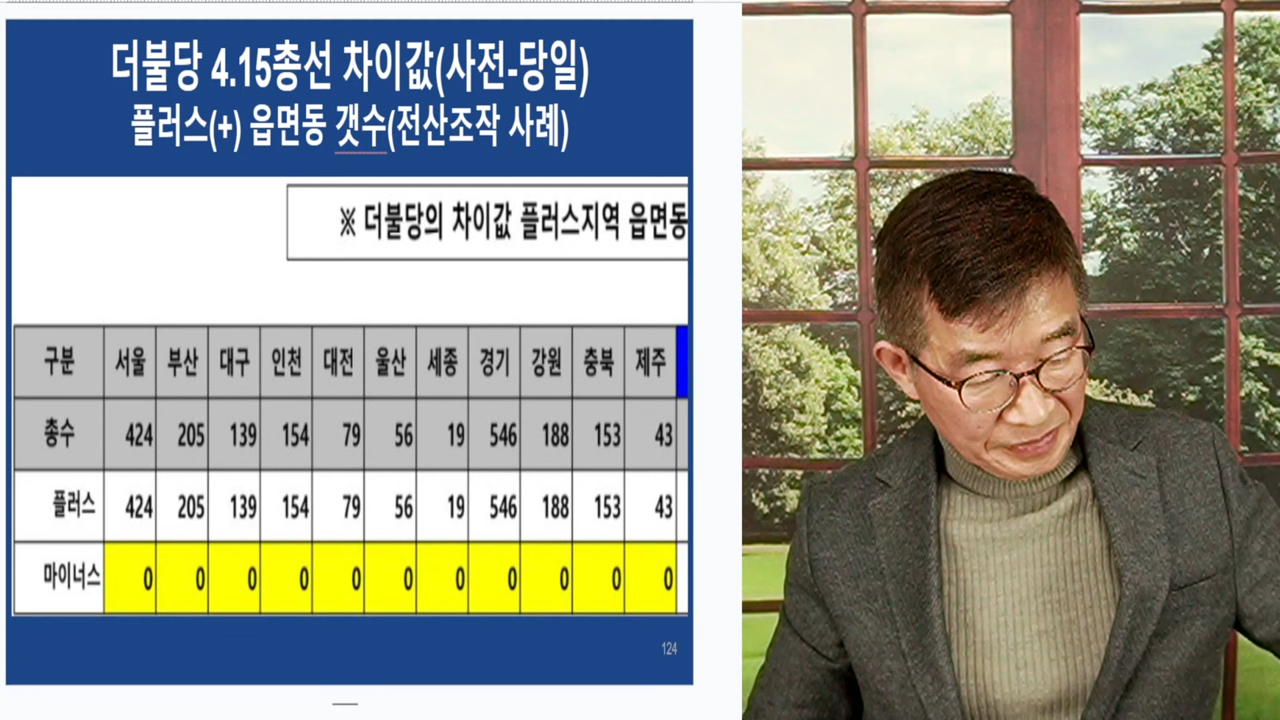 더불당 4.15총선 차이값(사전-당일)
플러스(+) 읍면동 갯수(전산조작 사례)
※ 더불당의 차이값 플러스지역 읍면동
구분 서울 부산 대구 인천 대전 울산 세종 경기 강원 충북 제주
총수 424 205 139 154 79 56 19 546 188 153 43
플러스 424 205 139 154 79 56 19 546 188 153 43
마이너스 0 0 0 0 0 0 0 0 0 0 0
124